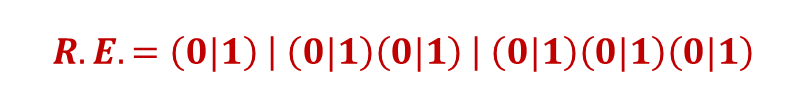 R. E. = (0|1) | (0|1)(0|1) | (0|1)(0|1)(0|1)